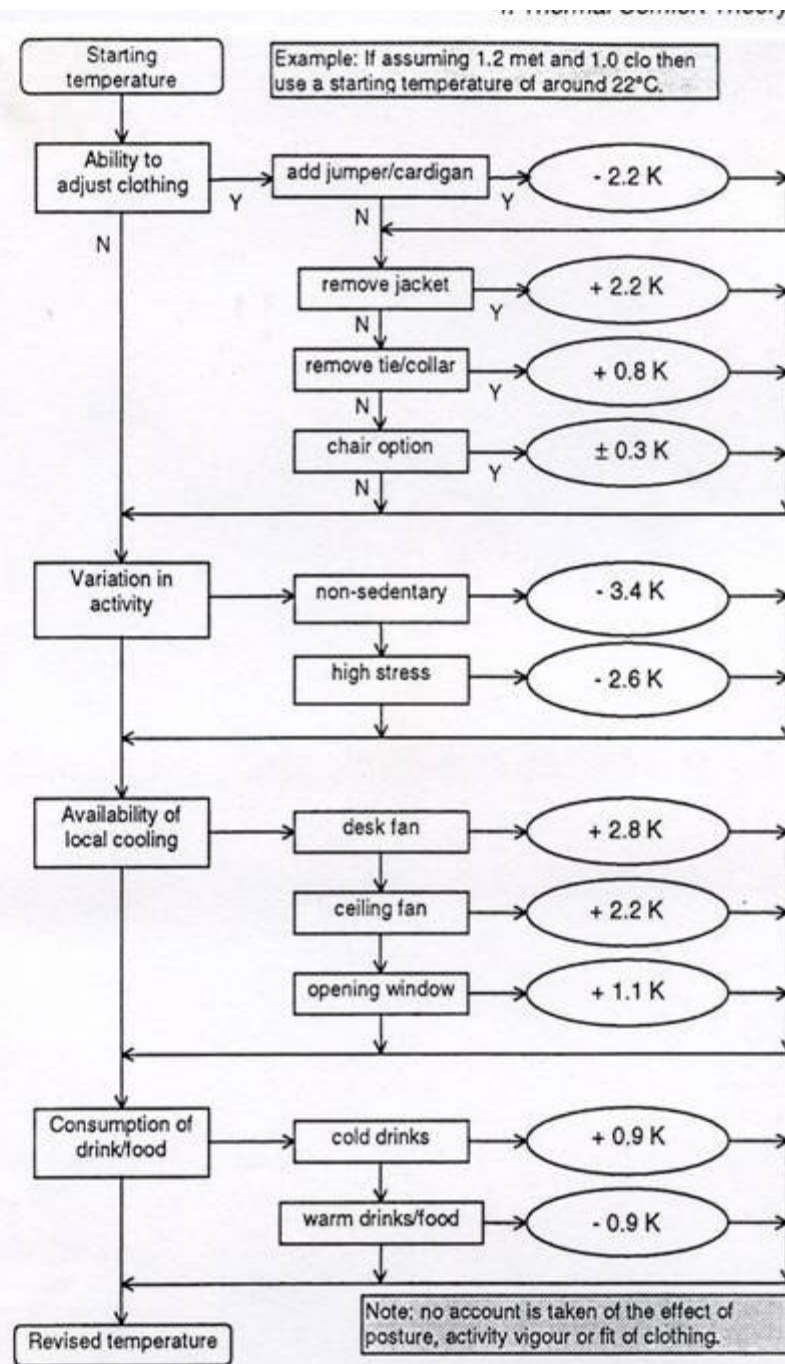 1. Thermal Comfort Theory
Starting
temperature
Example: If assuming 1.2 met and 1.0 clo then
use a starting temperature of around 22°C.
Ability to
adjust clothing
Y
add jumper/cardigan
Y
- 2.2 K
N
N
remove jacket
Y
+ 2.2 K
N
remove tie/collar
Y
+ 0.8 K
N
chair option
Y
± 0.3 K
N
Variation in
activity
non-sedentary
- 3.4 K
high stress
- 2.6 K
Availability of
local cooling
desk fan
+ 2.8 K
ceiling fan
+ 2.2 K
opening window
+ 1.1 K
Consumption of
drink/food
cold drinks
+ 0.9 K
warm drinks/food
- 0.9 K
Note: no account is taken of the effect of
posture, activity vigour or fit of clothing.
Revised temperature